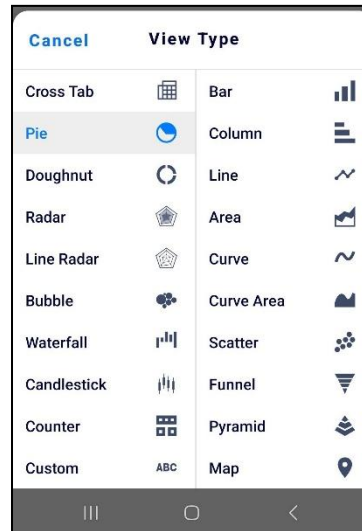 Cancel View Type
Cross Tab
Pie
Doughnut
Radar
Line Radar
Bubble
Waterfall
Candlestick
Counter
Custom ABC
Bar
Column
Line
Area
Curve
Curve Area
Scatter
Funnel
Pyramid
Map